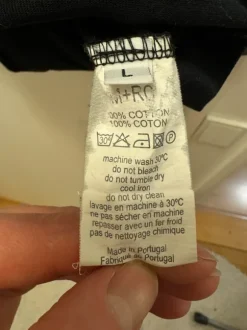 L
M+RC
100% COTTON
100% COTON
30°
machine wash 30°C
do not bleach
do not tumble dry
cool iron
do not dry clean
lavage en machine à 30°C
ne pas sécher en machine
repasser avec un fer froid
pas de nettoyage chimique
Made in Portugal
Fabriqué en Portugal